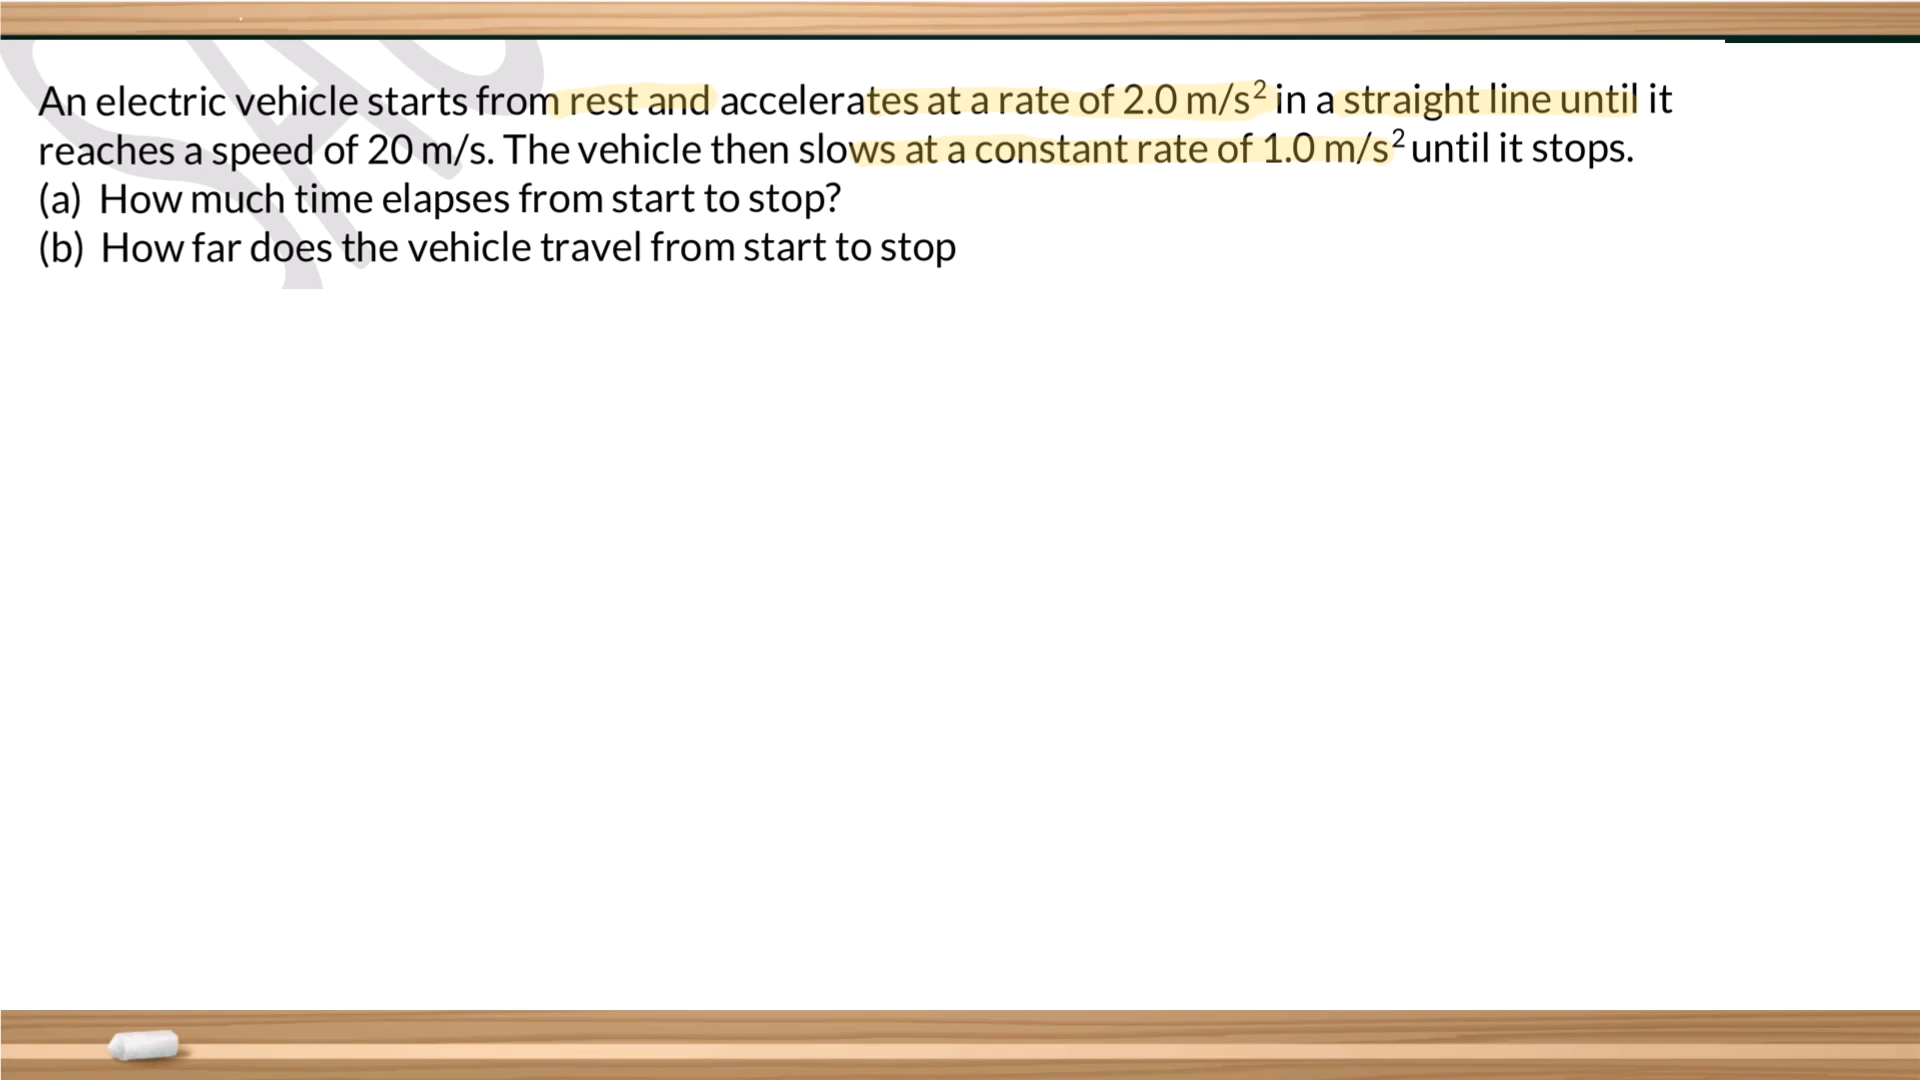 An electric vehicle starts from rest and accelerates at a rate of 2.0 m/s² in a straight line until it
reaches a speed of 20 m/s. The vehicle then slows at a constant rate of 1.0 m/s² until it stops.
(a) How much time elapses from start to stop?
(b) How far does the vehicle travel from start to stop